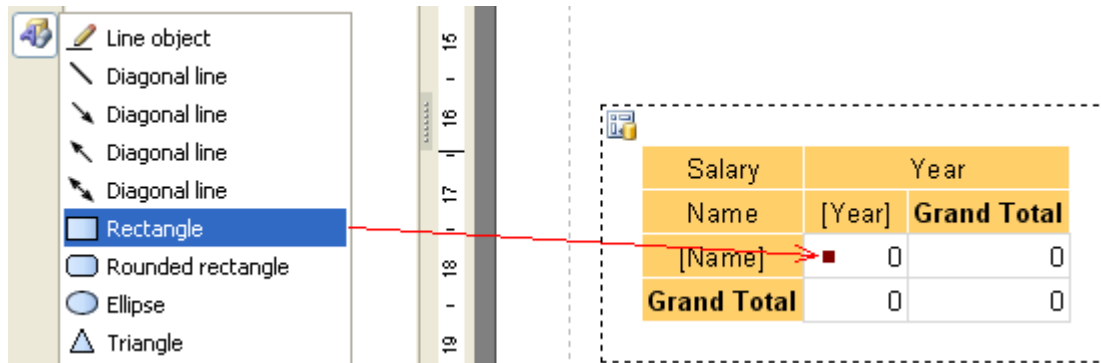 Line object
Diagonal line
Diagonal line
Diagonal line
Diagonal line
Rectangle
Rounded rectangle
Ellipse
Triangle
15
16
17
18
19
Salary Year
Name [Year] Grand Total
[Name] 0 0
Grand Total 0 0